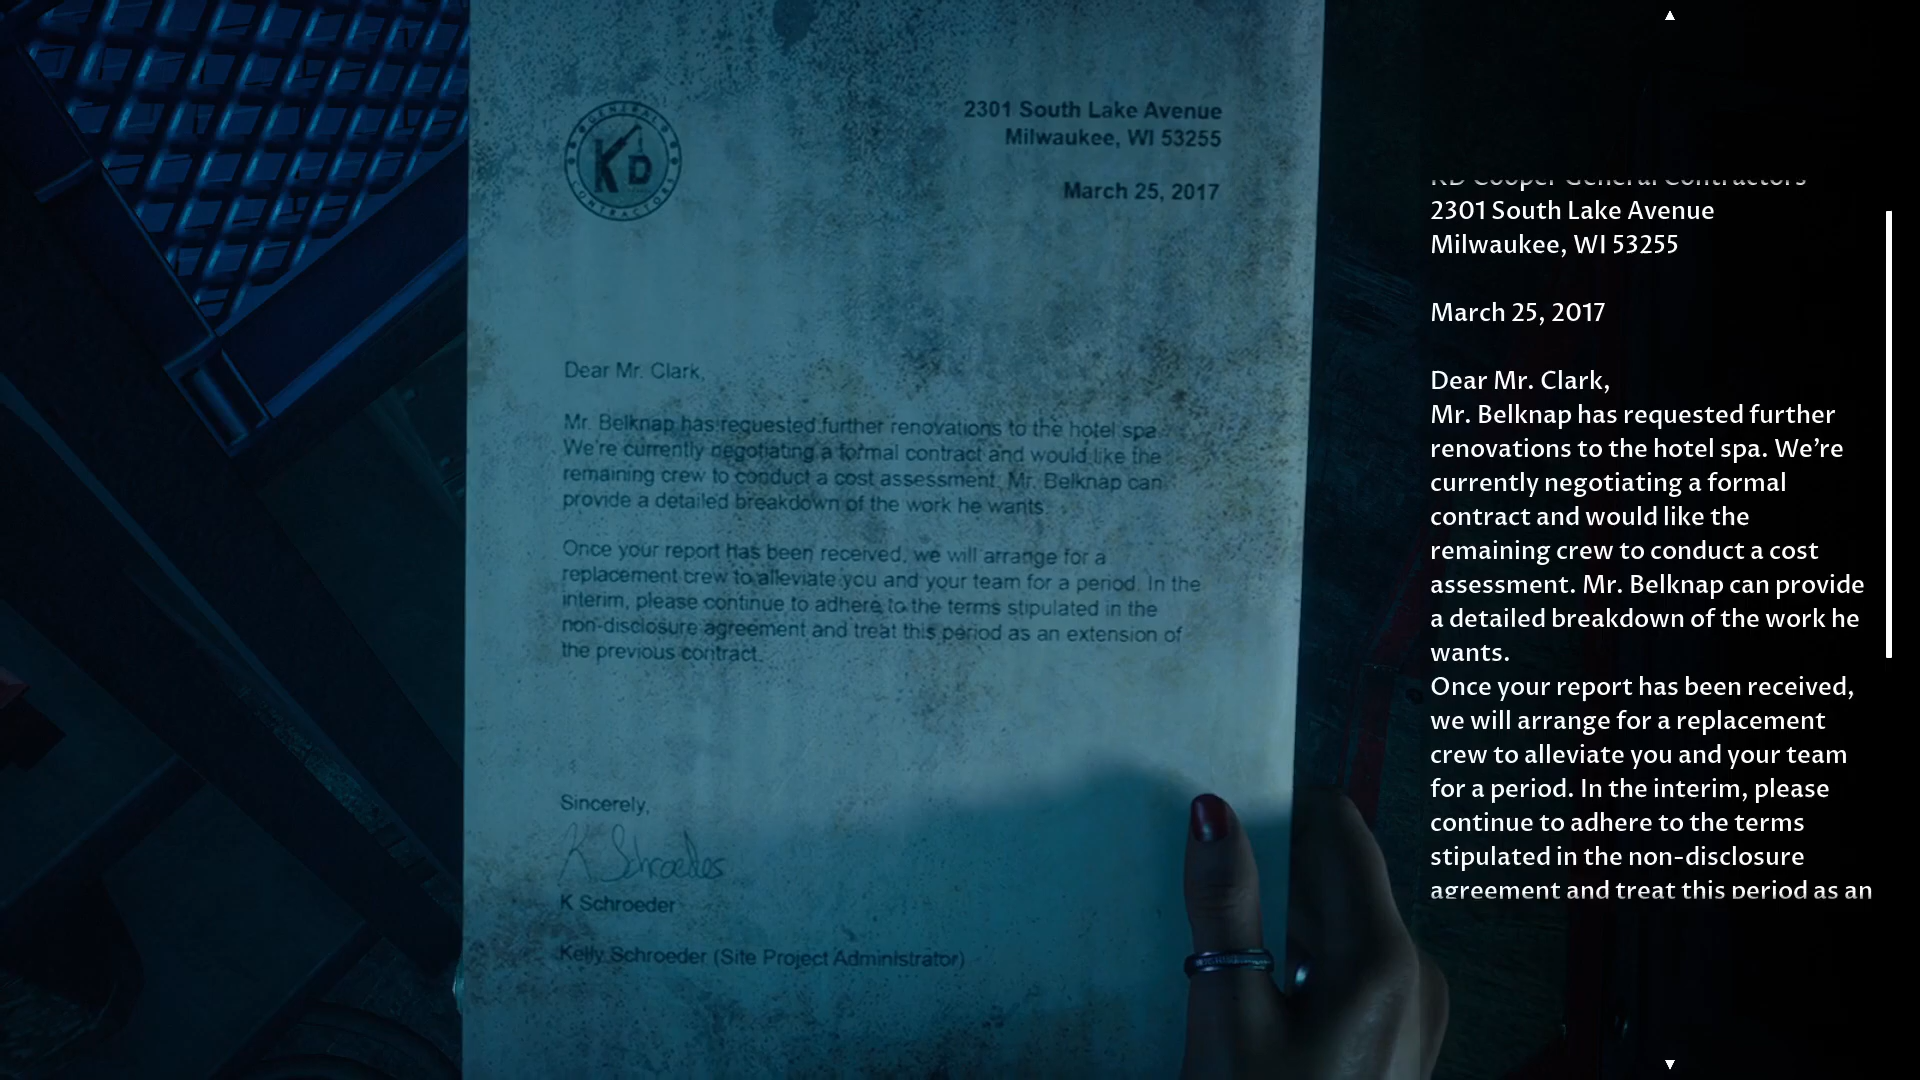 GENERAL
KD
CONTRACTORS
2301 South Lake Avenue
Milwaukee, WI 53255
March 25, 2017
Dear Mr. Clark,
Mr. Belknap has requested further renovations to the hotel spa.
We're currently negotiating a formal contract and would like the
remaining crew to conduct a cost assessment. Mr. Belknap can
provide a detailed breakdown of the work he wants.
Once your report has been received, we will arrange for a
replacement crew to alleviate you and your team for a period. In the
interim, please continue to adhere to the terms stipulated in the
non-disclosure agreement and treat this period as an extension of
the previous contract.
Sincerely,
K Schroeder
K Schroeder
Kelly Schroeder (Site Project Administrator)
KD Cooper General Contractors
2301 South Lake Avenue
Milwaukee, WI 53255
March 25, 2017
Dear Mr. Clark,
Mr. Belknap has requested further
renovations to the hotel spa. We're
currently negotiating a formal
contract and would like the
remaining crew to conduct a cost
assessment. Mr. Belknap can provide
a detailed breakdown of the work he
wants.
Once your report has been received,
we will arrange for a replacement
crew to alleviate you and your team
for a period. In the interim, please
continue to adhere to the terms
stipulated in the non-disclosure
agreement and treat this period as an